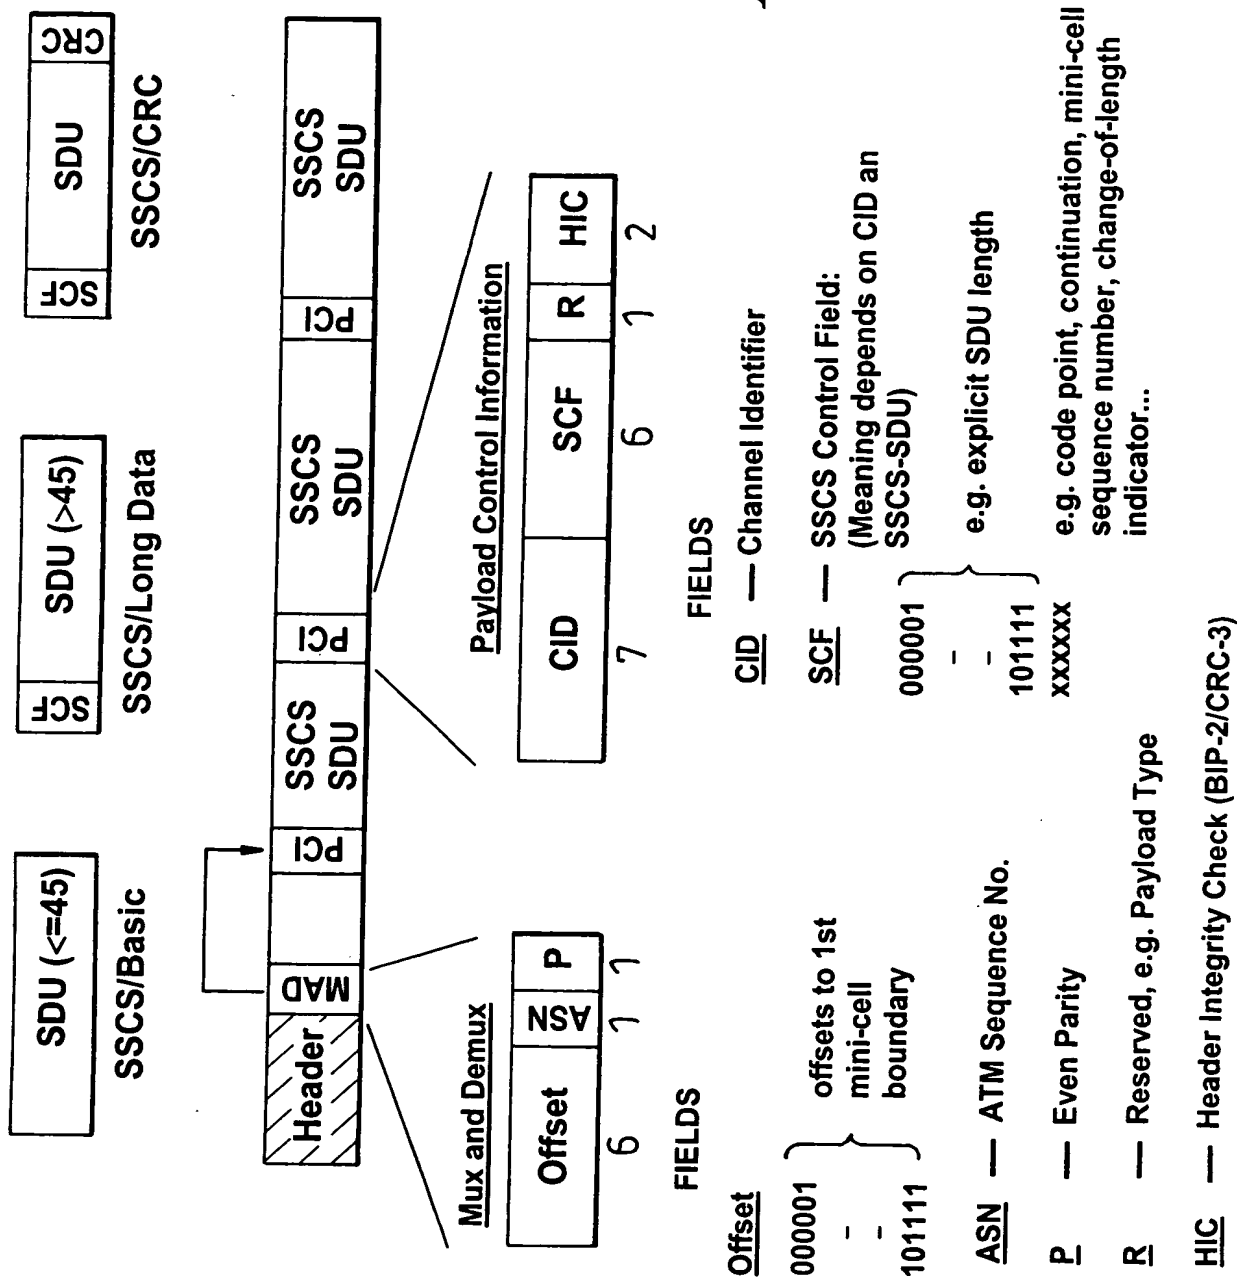 SDU (<=45)
SSCS/Basic
SCF
SDU (>45)
SSCS/Long Data
SCF
SDU
CRC
SSCS/CRC
Header
MAD
PCI
SSCS
SDU
PCI
SSCS
SDU
PCI
SSCS
SDU
Mux and Demux
Offset
ASN
P
6
1
1
Payload Control Information
CID
SCF
R
HIC
7
6
1
2
FIELDS
Offset
000001
–
–
101111
offsets to 1st
mini-cell
boundary
ASN — ATM Sequence No.
P — Even Parity
R — Reserved, e.g. Payload Type
HIC — Header Integrity Check (BIP-2/CRC-3)
FIELDS
CID — Channel Identifier
SCF — SSCS Control Field:
(Meaning depends on CID an
SSCS-SDU)
000001
–
–
101111
e.g. explicit SDU length
xxxxxx
e.g. code point, continuation, mini-cell
sequence number, change-of-length
indicator...